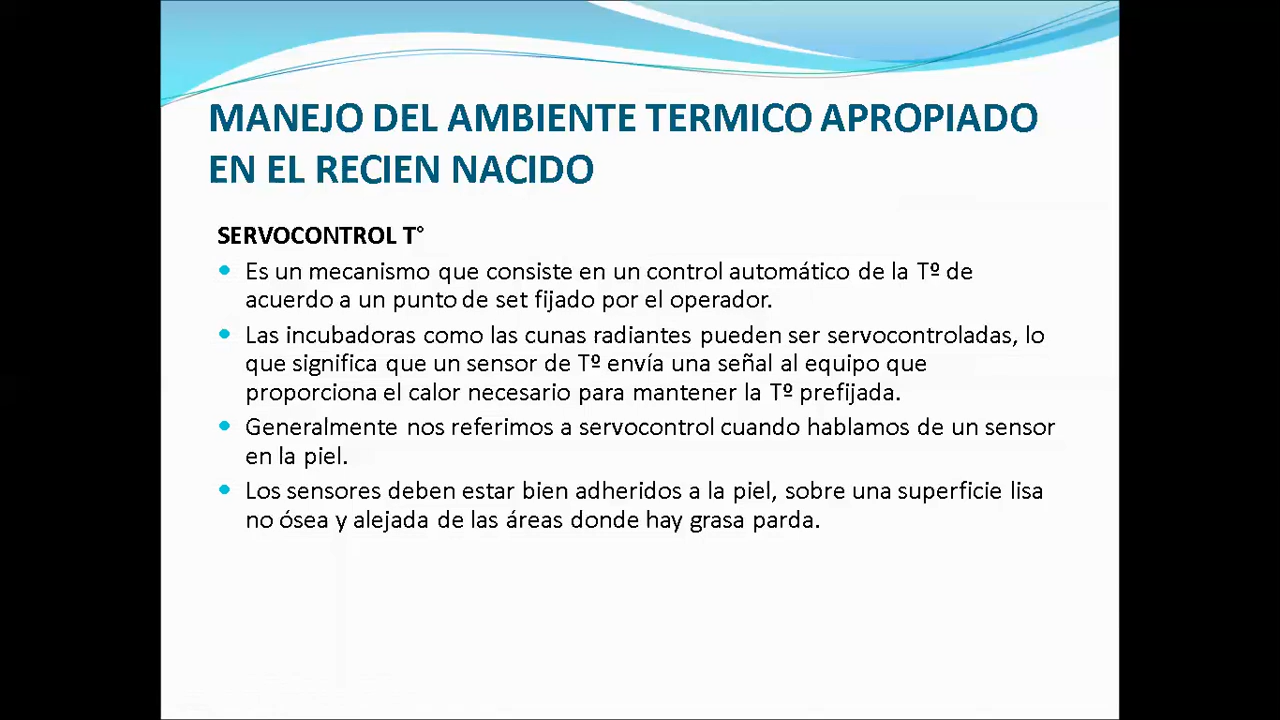 MANEJO DEL AMBIENTE TERMICO APROPIADO
EN EL RECIEN NACIDO
SERVOCONTROL T°
• Es un mecanismo que consiste en un control automático de la Tº de
acuerdo a un punto de set fijado por el operador.
• Las incubadoras como las cunas radiantes pueden ser servocontroladas, lo
que significa que un sensor de Tº envía una señal al equipo que
proporciona el calor necesario para mantener la Tº prefijada.
• Generalmente nos referimos a servocontrol cuando hablamos de un sensor
en la piel.
• Los sensores deben estar bien adheridos a la piel, sobre una superficie lisa
no ósea y alejada de las áreas donde hay grasa parda.